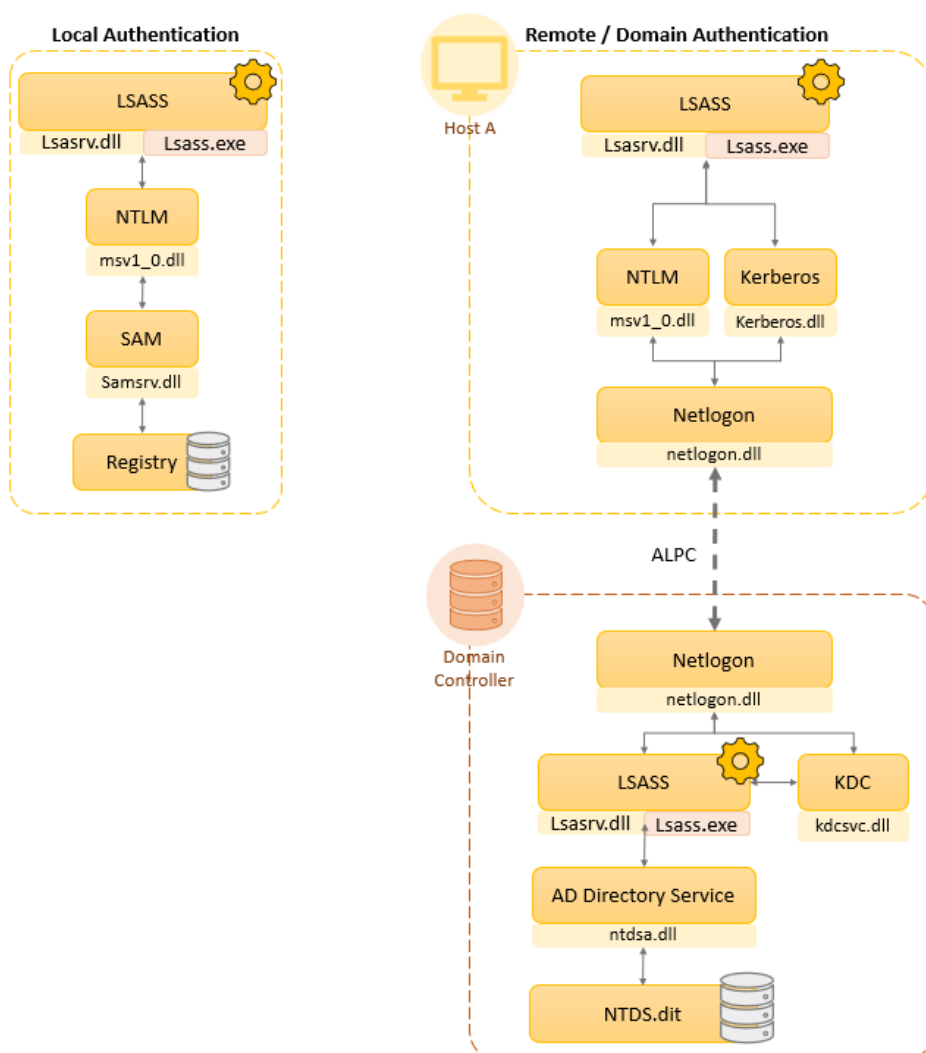 Local Authentication
LSASS
Lsasrv.dll
Lsass.exe
NTLM
msv1_0.dll
SAM
Samsrv.dll
Registry
Remote / Domain Authentication
Host A
LSASS
Lsasrv.dll
Lsass.exe
NTLM
msv1_0.dll
Kerberos
Kerberos.dll
Netlogon
netlogon.dll
ALPC
Domain
Controller
Netlogon
netlogon.dll
LSASS
Lsasrv.dll
Lsass.exe
KDC
kdcsvc.dll
AD Directory Service
ntdsa.dll
NTDS.dit